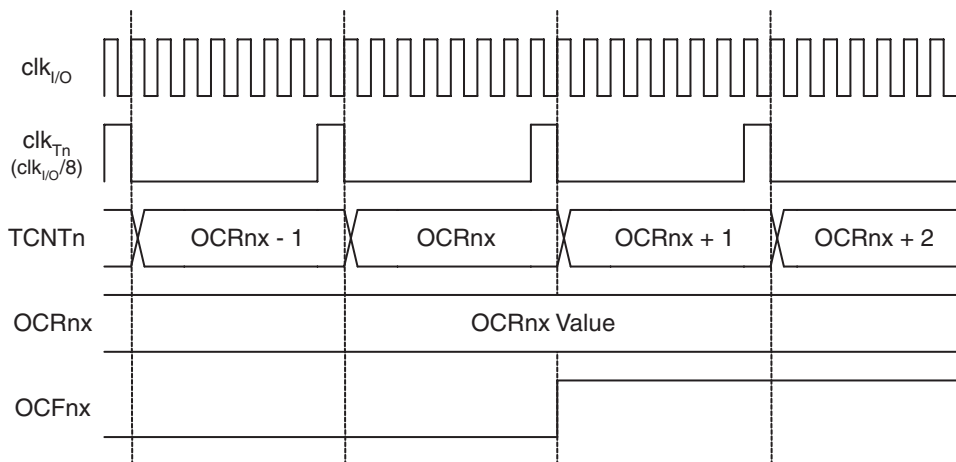 clkI/O
clkTn
(clkI/O/8)
TCNTn
OCRnx - 1
OCRnx
OCRnx + 1
OCRnx + 2
OCRnx
OCRnx Value
OCFnx